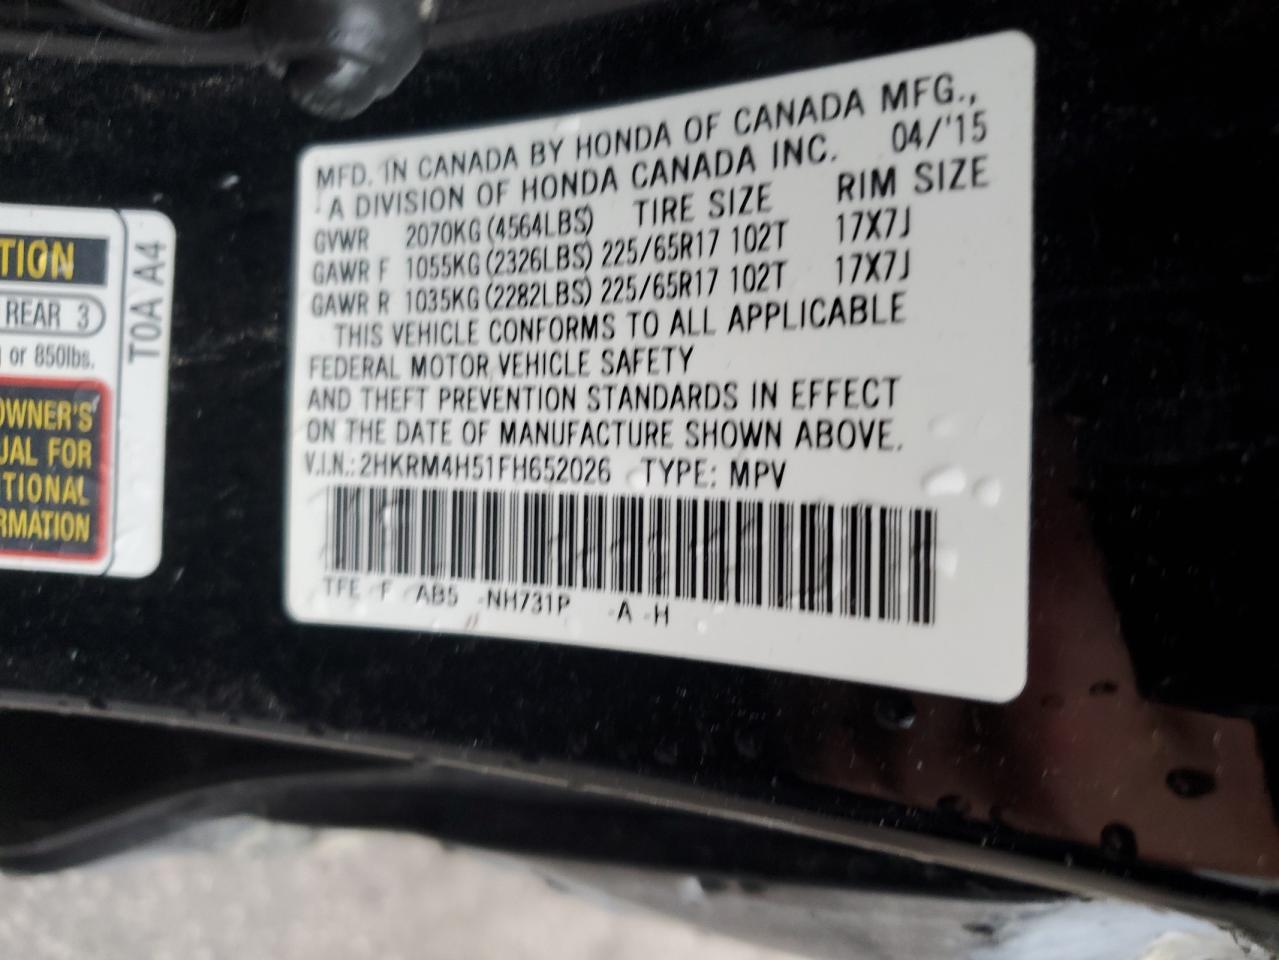 MFD. IN CANADA BY HONDA OF CANADA MFG.,
A DIVISION OF HONDA CANADA INC. 04/'15
TIRE SIZE RIM SIZE
GVWR 2070KG (4564LBS)
GAWR F 1055KG (2326LBS) 225/65R17 102T 17X7J
GAWR R 1035KG (2282LBS) 225/65R17 102T 17X7J
THIS VEHICLE CONFORMS TO ALL APPLICABLE
FEDERAL MOTOR VEHICLE SAFETY
AND THEFT PREVENTION STANDARDS IN EFFECT
ON THE DATE OF MANUFACTURE SHOWN ABOVE.
V.I.N.: 2HKRM4H51FH652026 TYPE: MPV
TFE F AB5 -NH731P -A -H
TION
REAR 3
or 850lbs.
OWNER'S
UAL FOR
TIONAL
RMATION
T0A A4